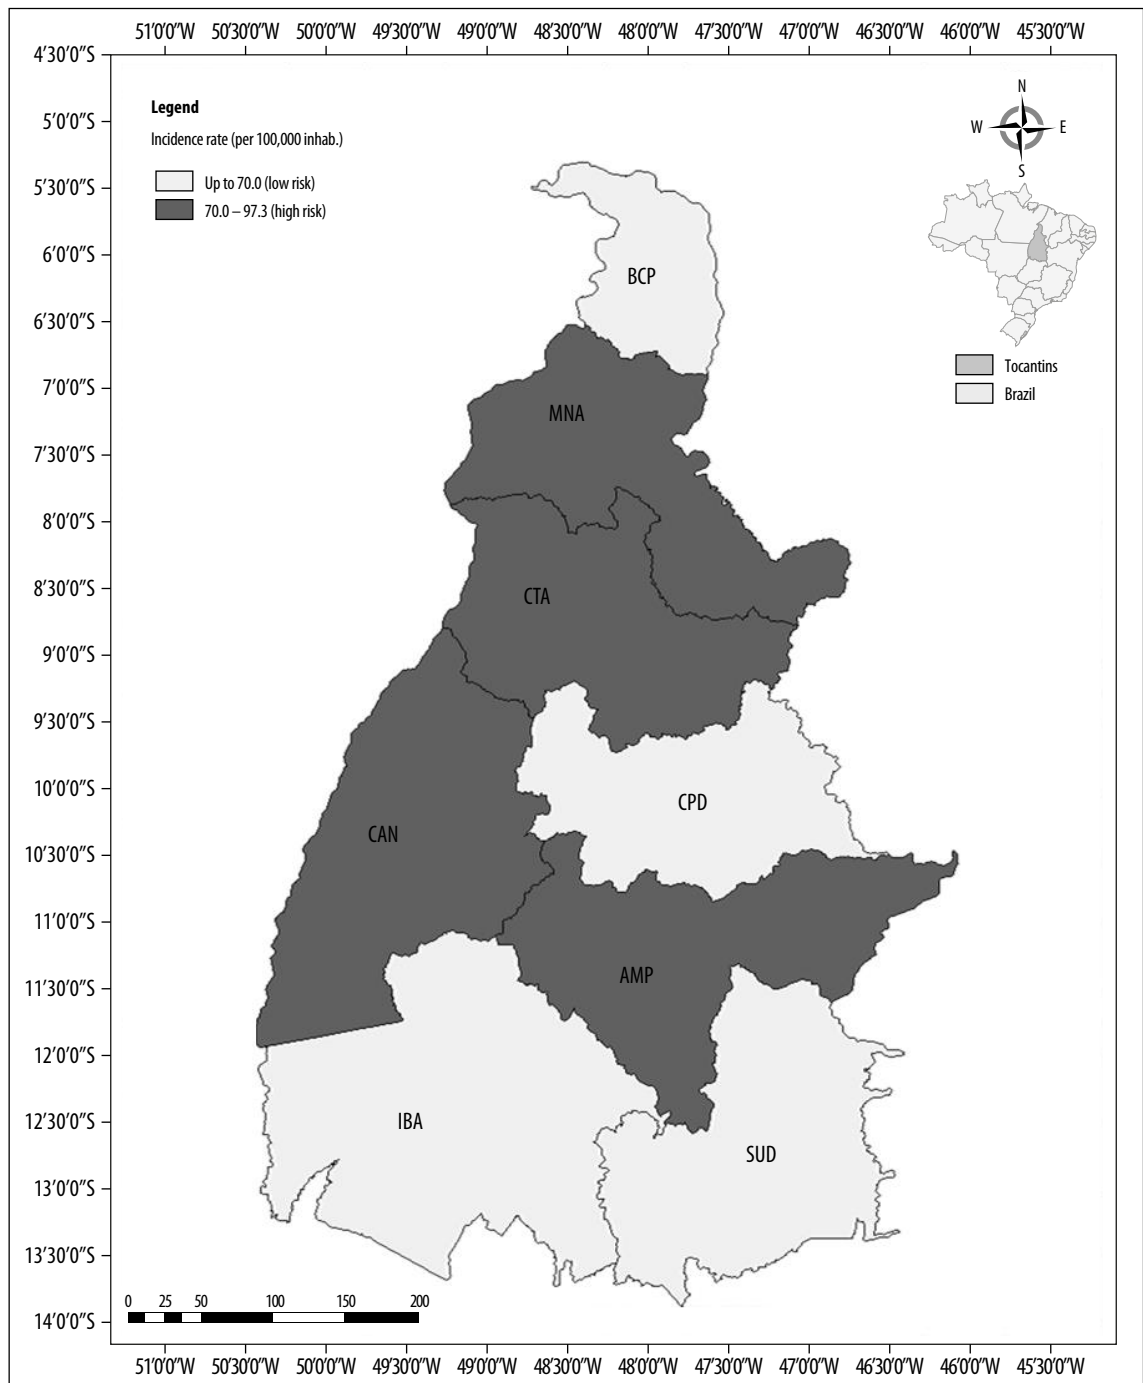 51°0'0"W 50°30'0"W 50°0'0"W 49°30'0"W 49°0'0"W 48°30'0"W 48°0'0"W 47°30'0"W 47°0'0"W 46°30'0"W 46°0'0"W 45°30'0"W
4°30'0"S
5°0'0"S
5°30'0"S
6°0'0"S
6°30'0"S
7°0'0"S
7°30'0"S
8°0'0"S
8°30'0"S
9°0'0"S
9°30'0"S
10°0'0"S
10°30'0"S
11°0'0"S
11°30'0"S
12°0'0"S
12°30'0"S
13°0'0"S
13°30'0"S
14°0'0"S
Legend
Incidence rate (per 100,000 inhab.)
Up to 70.0 (low risk)
70.0 – 97.3 (high risk)
N
W E
S
Tocantins
Brazil
BCP
MNA
CTA
CPD
CAN
AMP
IBA
SUD
0 25 50 100 150 200
51°0'0"W 50°30'0"W 50°0'0"W 49°30'0"W 49°0'0"W 48°30'0"W 48°0'0"W 47°30'0"W 47°0'0"W 46°30'0"W 46°0'0"W 45°30'0"W